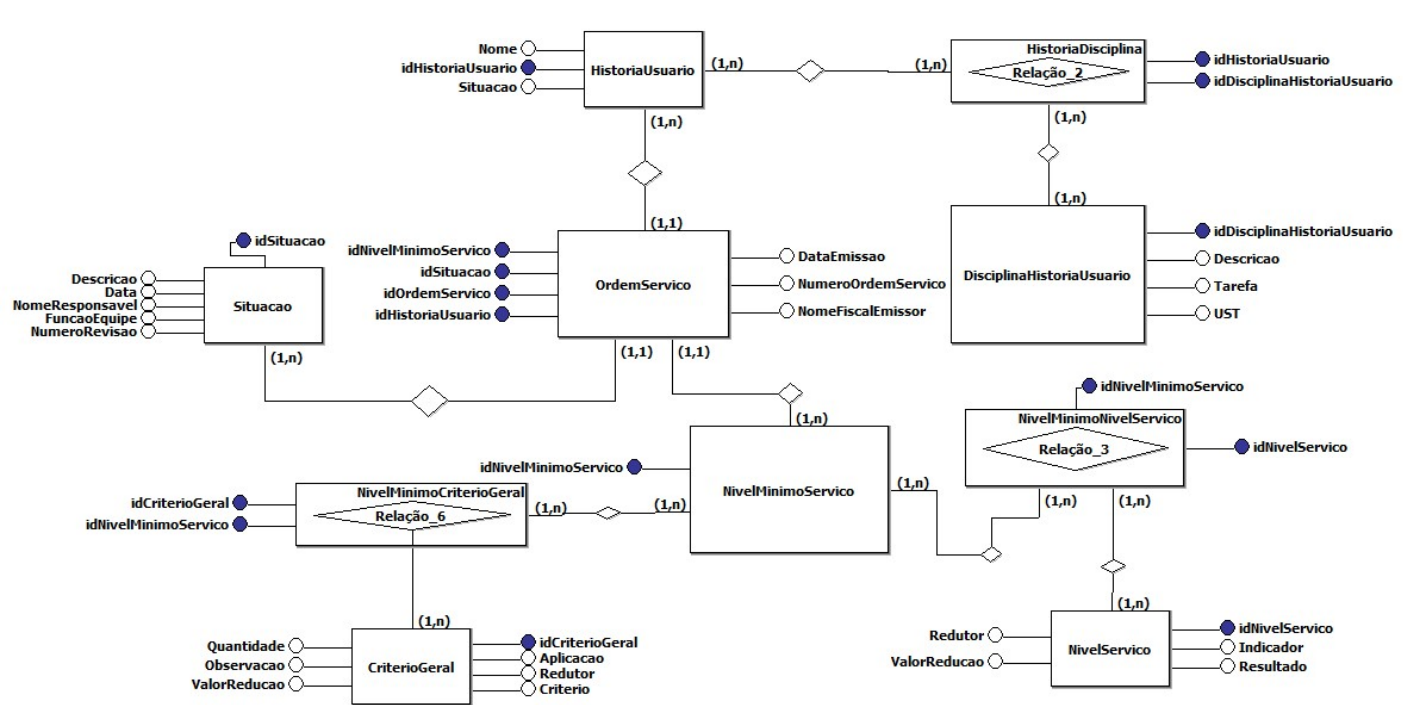 Nome
idHistoriaUsuario
Situacao
HistoriaUsuario
(1,n)
(1,n)
HistoriaDisciplina
Relação_2
idHistoriaUsuario
idDisciplinaHistoriaUsuario
(1,n)
(1,n)
(1,n)
(1,1)
idSituacao
Descricao
Data
NomeResponsavel
FuncaoEquipe
NumeroRevisao
Situacao
(1,n)
idNivelMinimoServico
idSituacao
idOrdemServico
idHistoriaUsuario
OrdemServico
DataEmissao
NumeroOrdemServico
NomeFiscalEmissor
(1,1)
(1,1)
DisciplinaHistoriaUsuario
idDisciplinaHistoriaUsuario
Descricao
Tarefa
UST
(1,n)
idNivelMinimoServico
NivelMinimoServico
(1,n)
(1,n)
idNivelMinimoServico
NivelMinimoNivelServico
Relação_3
idNivelServico
(1,n)
(1,n)
idCriterioGeral
idNivelMinimoServico
NivelMinimoCriterioGeral
Relação_6
(1,n)
(1,n)
Quantidade
Observacao
ValorReducao
CriterioGeral
idCriterioGeral
Aplicacao
Redutor
Criterio
(1,n)
Redutor
ValorReducao
NivelServico
idNivelServico
Indicador
Resultado